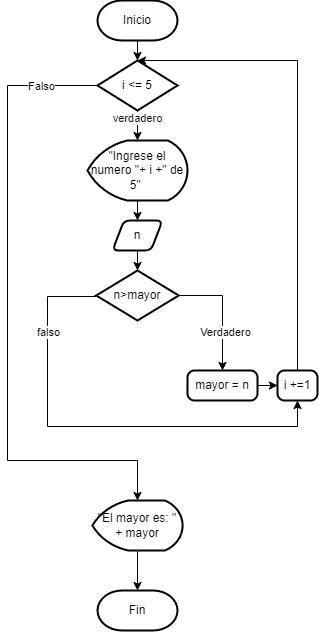 Inicio
i <= 5
Falso
verdadero
"Ingrese el
numero "+ i +" de
5"
n
n>mayor
falso
Verdadero
mayor = n
i +=1
"El mayor es: "
+ mayor
Fin